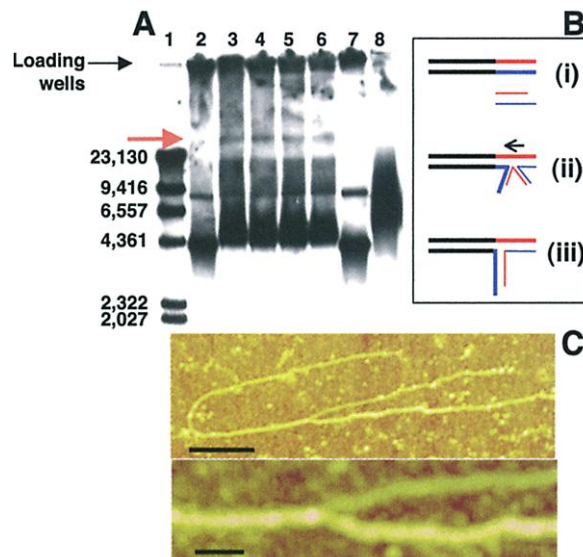 A
B
1 2 3 4 5 6 7 8
Loading
wells
23,130
9,416
6,557
4,361
2,322
2,027
(i)
(ii)
(iii)
C